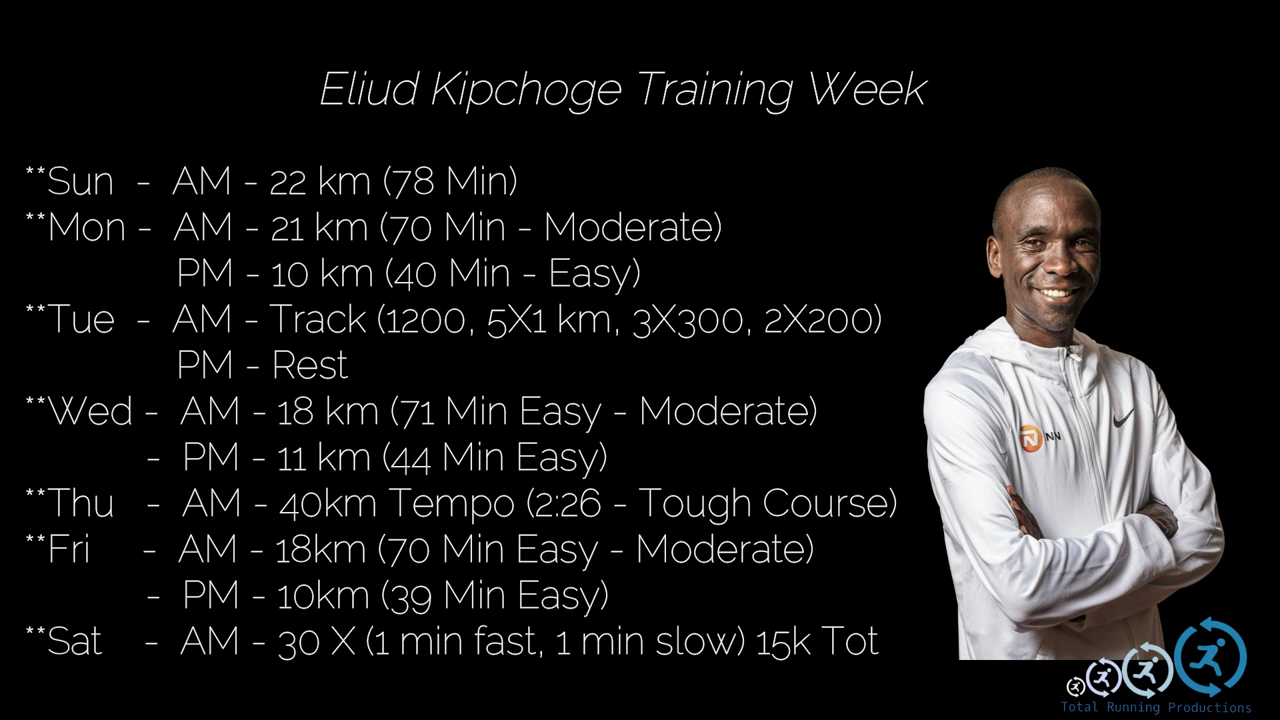 Eliud Kipchoge Training Week
**Sun - AM - 22 km (78 Min)
**Mon - AM - 21 km (70 Min - Moderate)
PM - 10 km (40 Min - Easy)
**Tue - AM - Track (1200, 5X1 km, 3X300, 2X200)
PM - Rest
**Wed - AM - 18 km (71 Min Easy - Moderate)
- PM - 11 km (44 Min Easy)
**Thu - AM - 40km Tempo (2:26 - Tough Course)
**Fri - AM - 18km (70 Min Easy - Moderate)
- PM - 10km (39 Min Easy)
**Sat - AM - 30 X (1 min fast, 1 min slow) 15k Tot
N NN
Total Running Productions